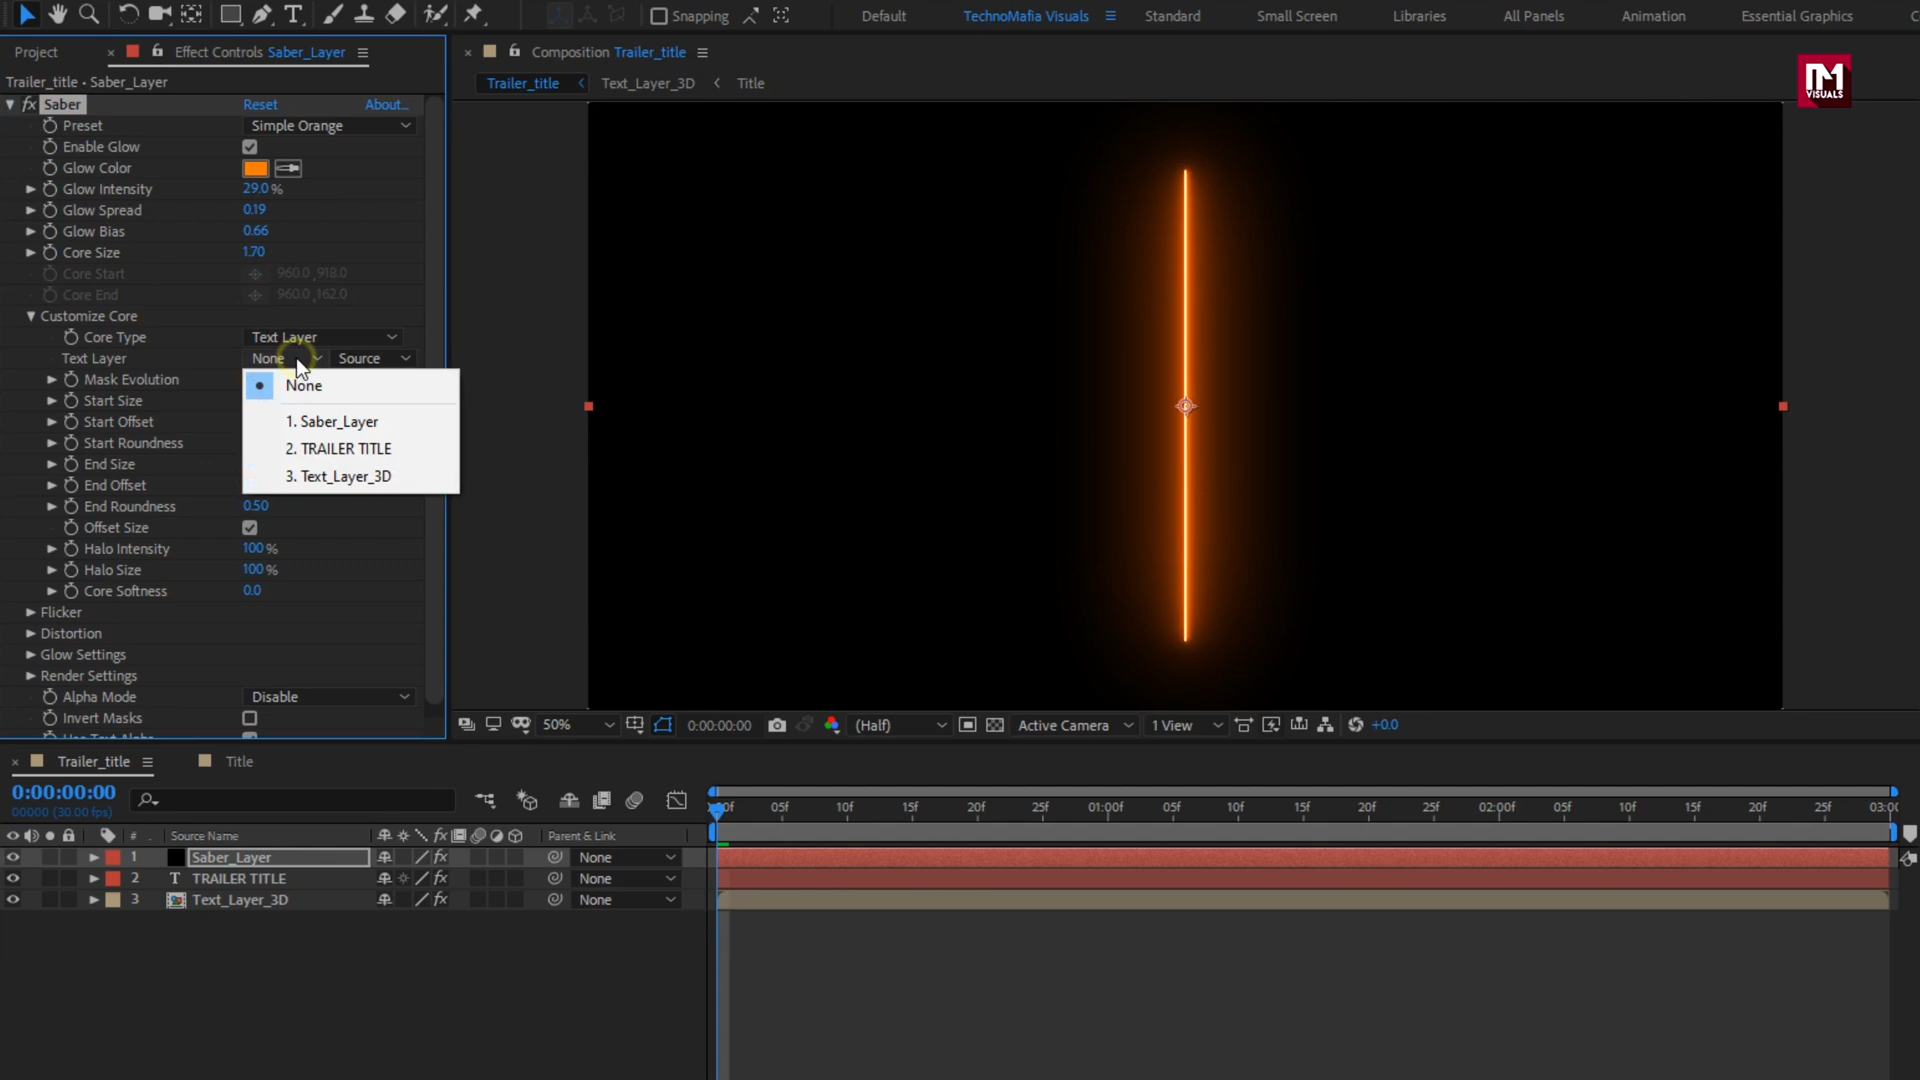 Snapping
Default
TechnoMafia Visuals
Standard
Small Screen
Libraries
All Panels
Animation
Essential Graphics
Project
× Effect Controls Saber_Layer
× Composition Trailer_title
Trailer_title • Saber_Layer
Trailer_title < Text_Layer_3D < Title
VISUALS
fx Saber Reset About...
Preset Simple Orange
Enable Glow
Glow Color
Glow Intensity 29.0 %
Glow Spread 0.19
Glow Bias 0.66
Core Size 1.70
Core Start 960.0 ,918.0
Core End 960.0 ,162.0
Customize Core
Core Type Text Layer
Text Layer None Source
Mask Evolution
None
Start Size
Start Offset
1. Saber_Layer
Start Roundness
2. TRAILER TITLE
End Size
3. Text_Layer_3D
End Offset
End Roundness 0.50
Offset Size
Halo Intensity 100 %
Halo Size 100 %
Core Softness 0.0
Flicker
Distortion
Glow Settings
Render Settings
Alpha Mode Disable
Invert Masks
50% 0:00:00:00 (Half) Active Camera 1 View +0.0
× Trailer_title Title
0:00:00:00
00000 (30.00 fps)
05f 10f 15f 20f 25f 01:00f 05f 10f 15f 20f 25f 02:00f 05f 10f 15f 20f 25f
# Source Name fx Parent & Link
1 Saber_Layer fx None
2 T TRAILER TITLE fx None
3 Text_Layer_3D fx None